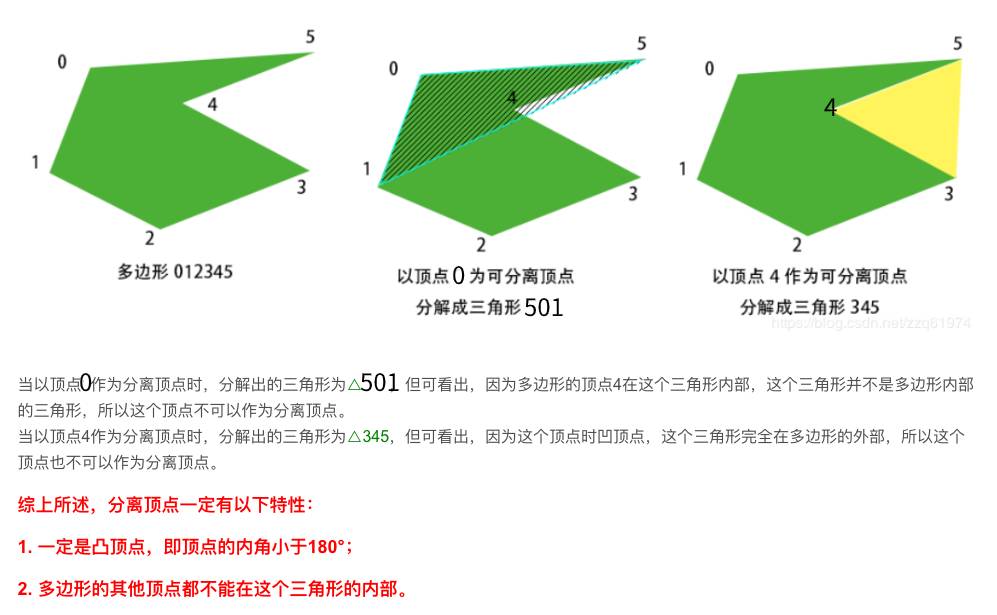 0
5
4
1
3
2
多边形 012345
0
5
4
1
3
2
以顶点0为可分离顶点
分解成三角形501
0
5
4
1
3
2
以顶点 4 作为可分离顶点
分解成三角形 345
https://blog.csdn.net/zzq61974
当以顶点0作为分离顶点时，分解出的三角形为△501，但可看出，因为多边形的顶点4在这个三角形内部，这个三角形并不是多边形内部
的三角形，所以这个顶点不可以作为分离顶点。
当以顶点4作为分离顶点时，分解出的三角形为△345，但可看出，因为这个顶点时凹顶点，这个三角形完全在多边形的外部，所以这个
顶点也不可以作为分离顶点。
综上所述，分离顶点一定有以下特性：
1. 一定是凸顶点，即顶点的内角小于180°；
2. 多边形的其他顶点都不能在这个三角形的内部。